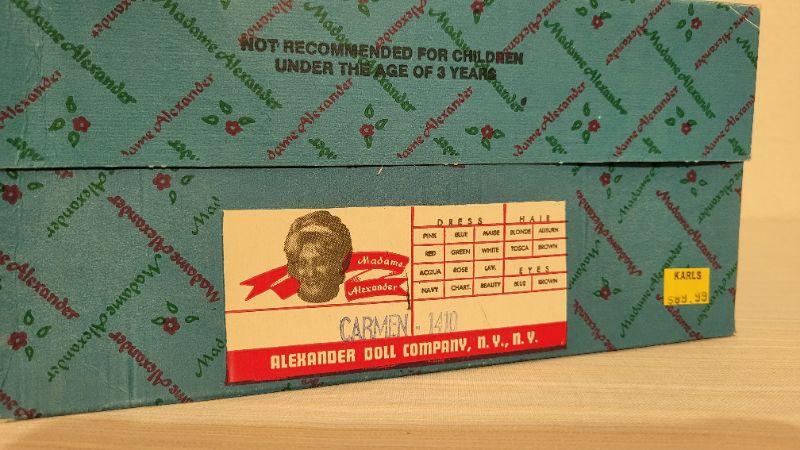 NOT RECOMMENDED FOR CHILDREN
UNDER THE AGE OF 3 YEARS
Madame Alexander
Madame
Alexander
DRESS HAIR
PINK BLUE MAISE BLONDE AUBURN
RED GREEN WHITE TOSCA BROWN
ACQUA ROSE LAV. EYES
NAVY CHART. BEAUTY BLUE BROWN
CARMEN - 1410
ALEXANDER DOLL COMPANY, N.Y., N.Y.
KARLS
$89.99